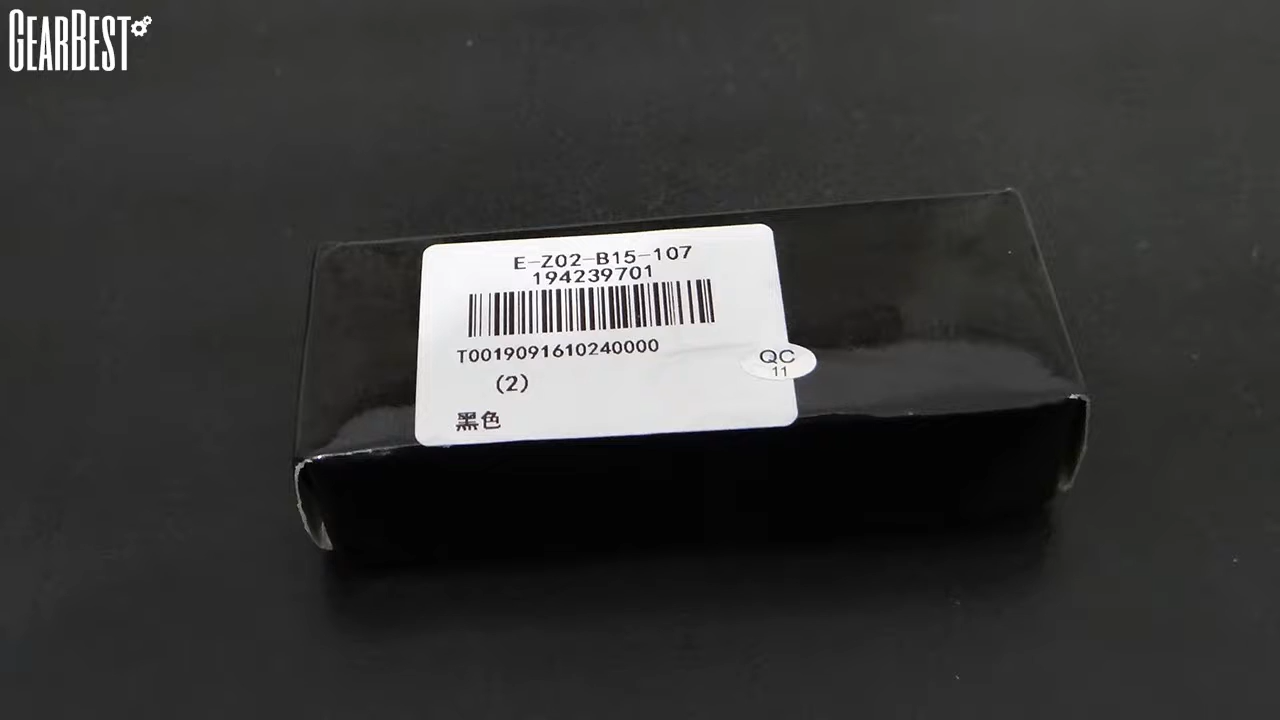 GEARBEST
E-Z02-B15-107
194239701
T0019091610240000
(2)
黑色
QC
11